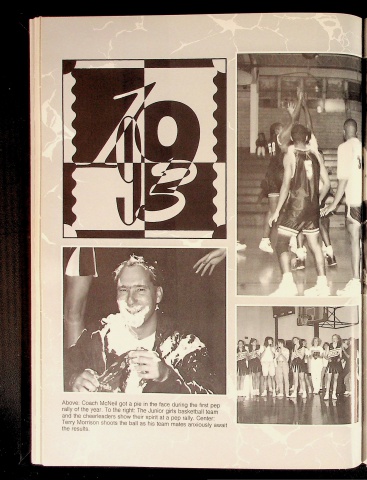 1993
Above: Coach McNeil got a pie in the face during the first pep
rally of the year. To the right: The Junior girls basketball team
and the cheerleaders show their spirit at a pep rally. Center:
Terry Morrison shoots the ball as his team mates anxiously await
the results.